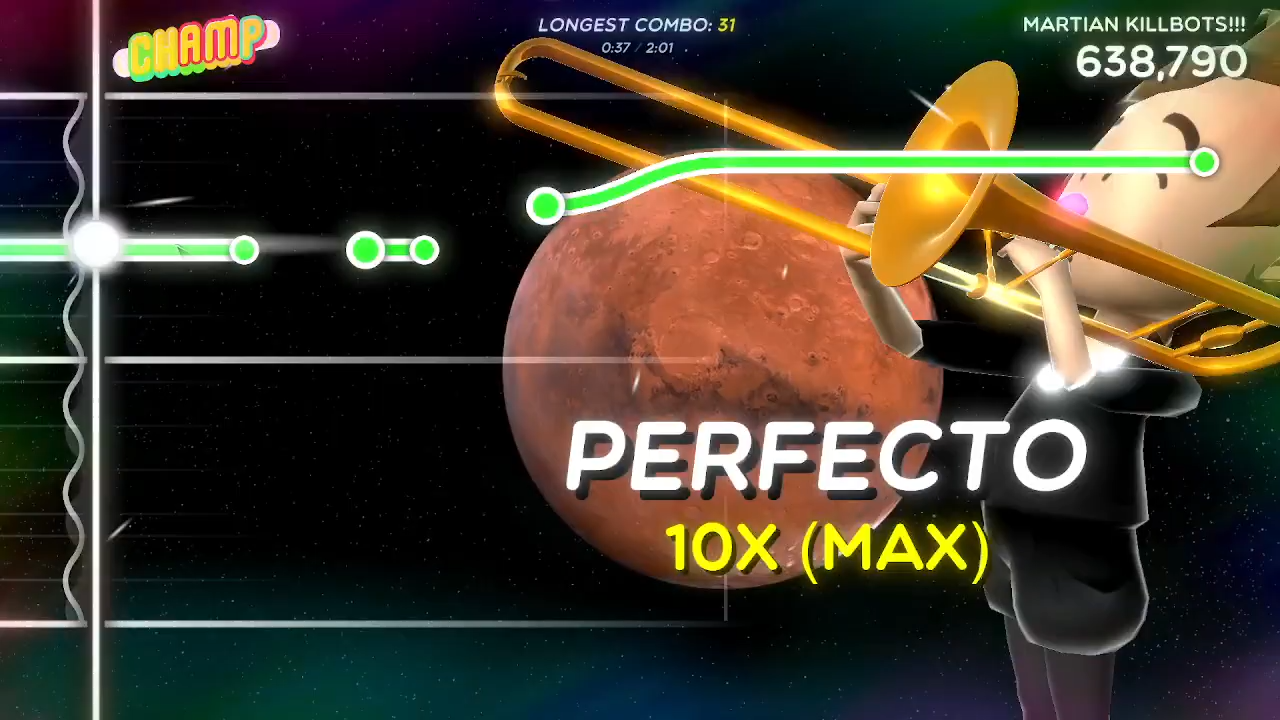 CHAMP
LONGEST COMBO: 31
0:37 / 2:01
MARTIAN KILLBOTS!!!
638,790
PERFECTO
10X (MAX)